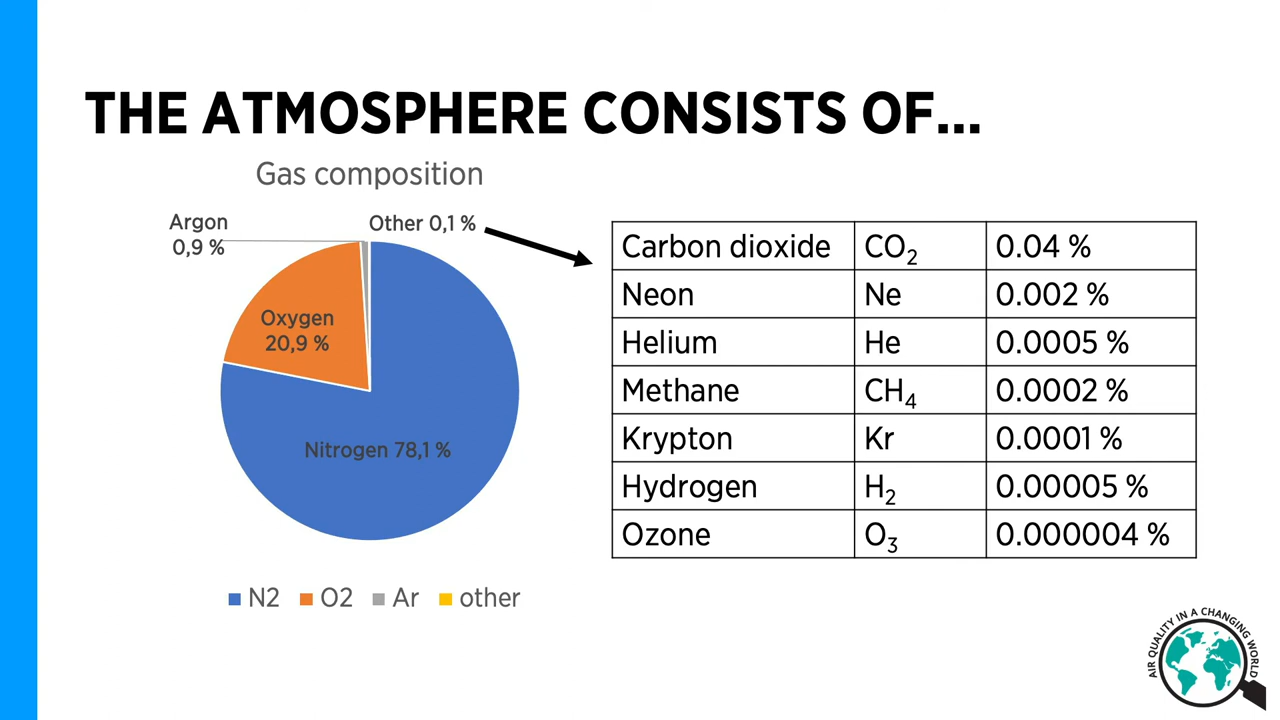 THE ATMOSPHERE CONSISTS OF...
Gas composition
Argon
0,9 %
Other 0,1 %
Oxygen
20,9 %
Nitrogen 78,1 %
N2 O2 Ar other
Carbon dioxide CO₂ 0.04 %
Neon Ne 0.002 %
Helium He 0.0005 %
Methane CH₄ 0.0002 %
Krypton Kr 0.0001 %
Hydrogen H₂ 0.00005 %
Ozone O₃ 0.000004 %
AIR QUALITY IN A CHANGING WORLD